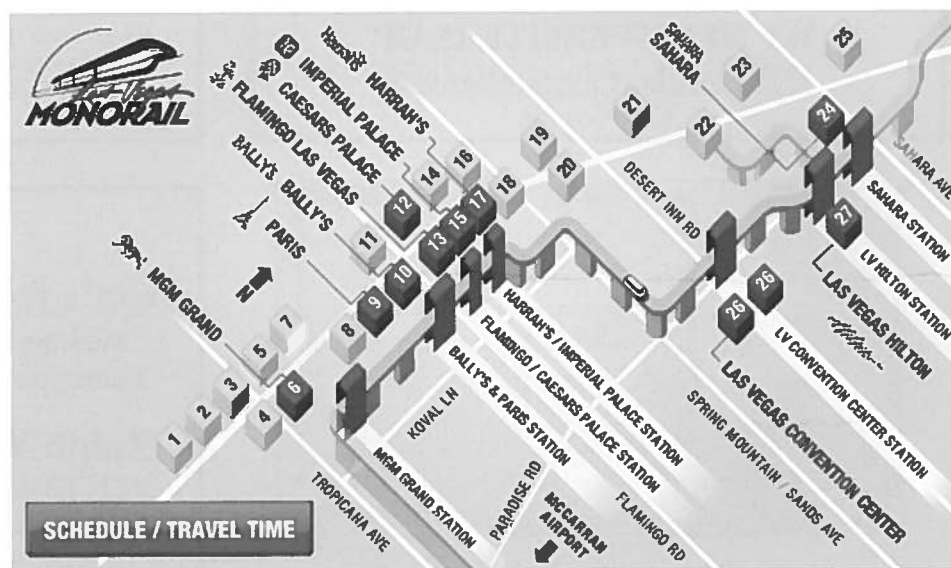 Las Vegas
MONORAIL
Harrah's HARRAH'S
IMPERIAL PALACE
CAESARS PALACE
FLAMINGO LAS VEGAS
BALLY'S BALLY'S
PARIS
MGM GRAND
N
SAHARA
SAHARA
1
2
3
4
5
6
7
8
9
10
11
12
13
14
15
16
17
18
19
20
21
22
23
23
24
26
26
27
DESERT INN RD
SAHARA AVE
SAHARA STATION
LV HILTON STATION
LAS VEGAS HILTON
Hilton
LV CONVENTION CENTER STATION
LAS VEGAS CONVENTION CENTER
SPRING MOUNTAIN / SANDS AVE
HARRAH'S / IMPERIAL PALACE STATION
FLAMINGO / CAESARS PALACE STATION
FLAMINGO RD
BALLY'S & PARIS STATION
MCCARRAN
AIRPORT
KOVAL LN
PARADISE RD
MGM GRAND STATION
TROPICANA AVE
SCHEDULE / TRAVEL TIME